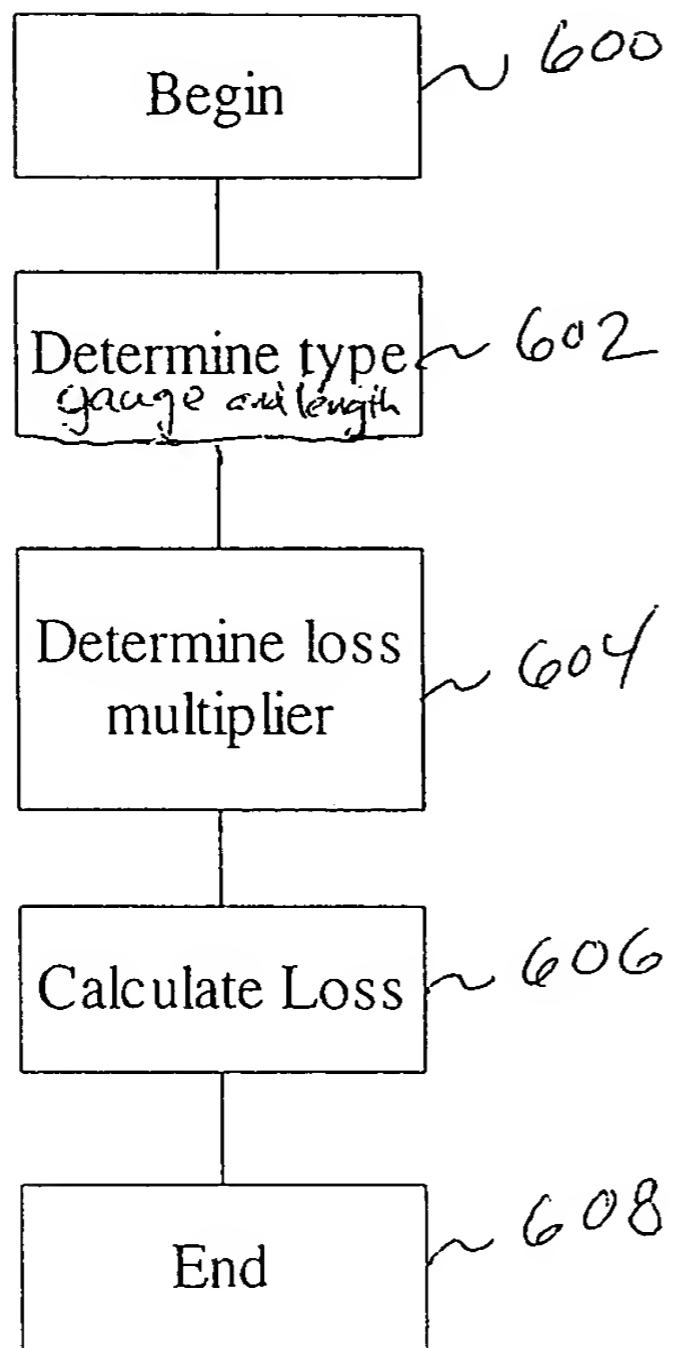 Begin
600
Determine type
gauge and length
602
Determine loss
multiplier
604
Calculate Loss
606
End
608